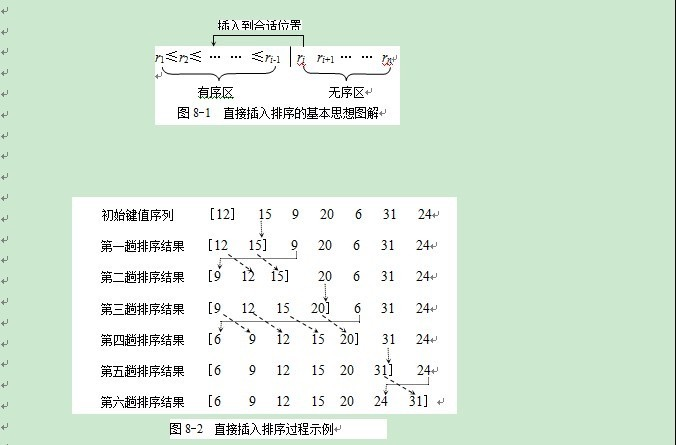 插入到合适位置
r1≤r2≤ … … ≤ri-1 ri ri+1 … … rn
有序区 无序区
图 8-1 直接插入排序的基本思想图解
初始键值序列 [12] 15 9 20 6 31 24
第一趟排序结果 [12 15] 9 20 6 31 24
第二趟排序结果 [9 12 15] 20 6 31 24
第三趟排序结果 [9 12 15 20] 6 31 24
第四趟排序结果 [6 9 12 15 20] 31 24
第五趟排序结果 [6 9 12 15 20 31] 24
第六趟排序结果 [6 9 12 15 20 24 31]
图 8-2 直接插入排序过程示例